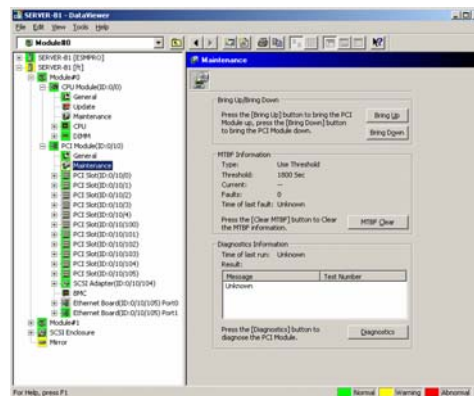 SERVER-B1 - DataViewer
File Edit View Tools Help
Module#0
SERVER-B1 [ESMPRO]
SERVER-B1 [ft]
Module#0
CPU Module(ID:0/0)
General
Update
Maintenance
CPU
DIMM
PCI Module(ID:0/10)
General
Maintenance
PCI Slot(ID:0/10/0)
PCI Slot(ID:0/10/1)
PCI Slot(ID:0/10/2)
PCI Slot(ID:0/10/3)
PCI Slot(ID:0/10/4)
PCI Slot(ID:0/10/100)
PCI Slot(ID:0/10/101)
PCI Slot(ID:0/10/102)
PCI Slot(ID:0/10/103)
PCI Slot(ID:0/10/104)
PCI Slot(ID:0/10/105)
SCSI Adapter(ID:0/10/104)
BMC
Ethernet Board(ID:0/10/105) Port0
Ethernet Board(ID:0/10/105) Port1
Module#1
SCSI Enclosure
Mirror
Maintenance
Bring Up/Bring Down
Press the [Bring Up] button to bring the PCI
Module up, press the [Bring Down] button
to bring the PCI Module down.
Bring Up
Bring Down
MTBF Information
Type: Use Threshold
Threshold: 1800 Sec
Current: --
Faults: 0
Time of last fault: Unknown
Press the [Clear MTBF] button to Clear
the MTBF information.
MTBF Clear
Diagnostics Information
Time of last run: Unknown
Result:
Message Test Number
Unknown
Press the [Diagnostics] button to
diagnose the PCI Module.
Diagnostics
For Help, press F1
Normal Warning Abnormal